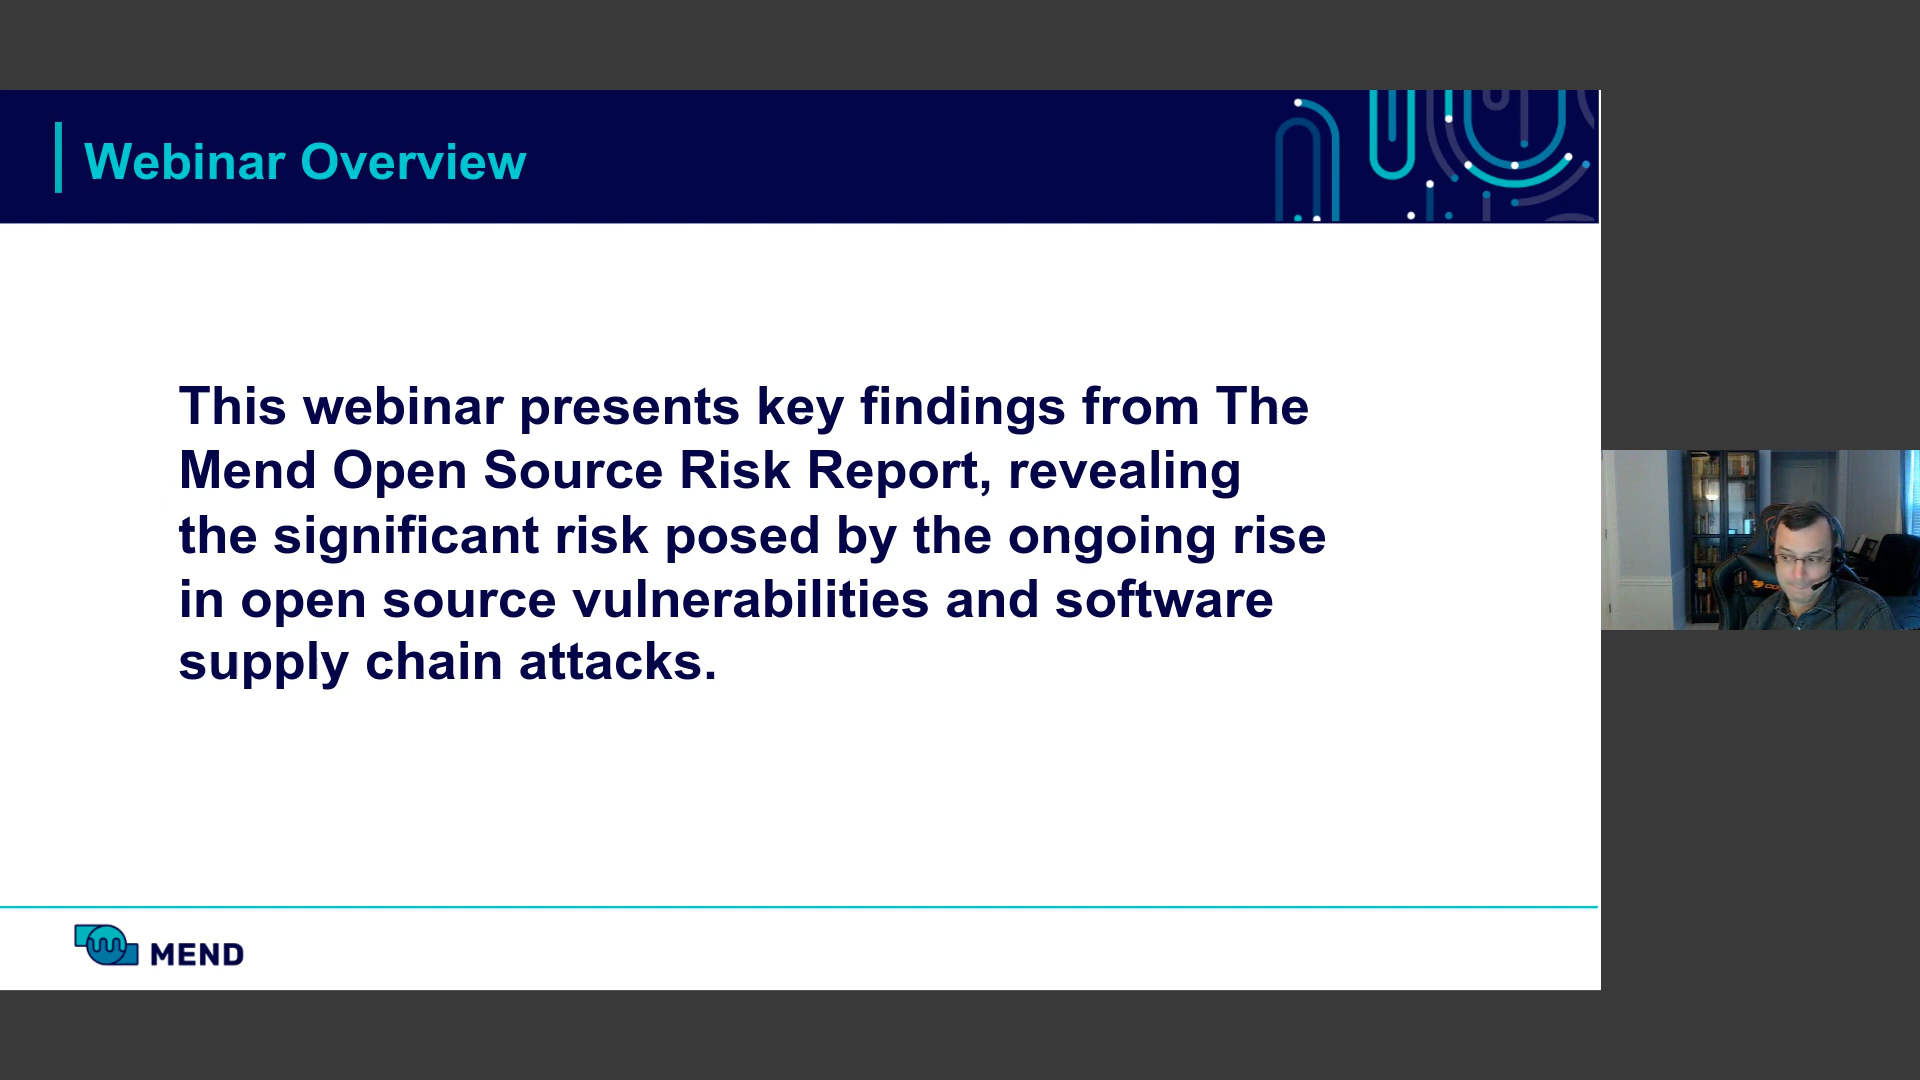 Webinar Overview
This webinar presents key findings from The
Mend Open Source Risk Report, revealing
the significant risk posed by the ongoing rise
in open source vulnerabilities and software
supply chain attacks.
MEND